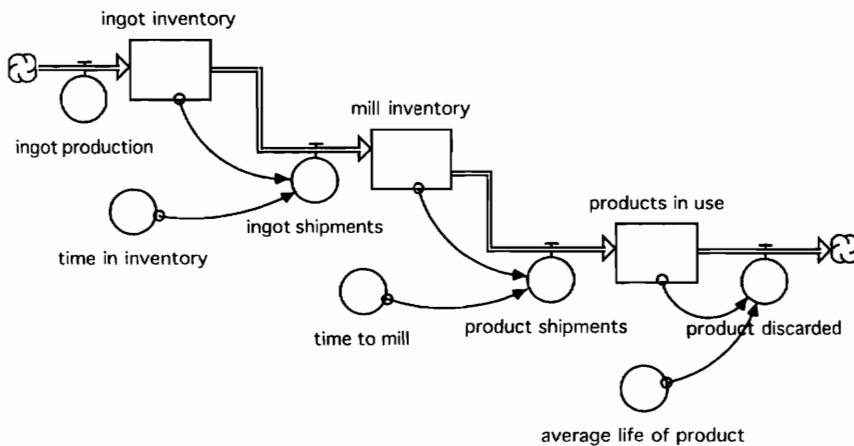 ingot inventory
mill inventory
ingot production
products in use
ingot shipments
time in inventory
product shipments
product discarded
time to mill
average life of product